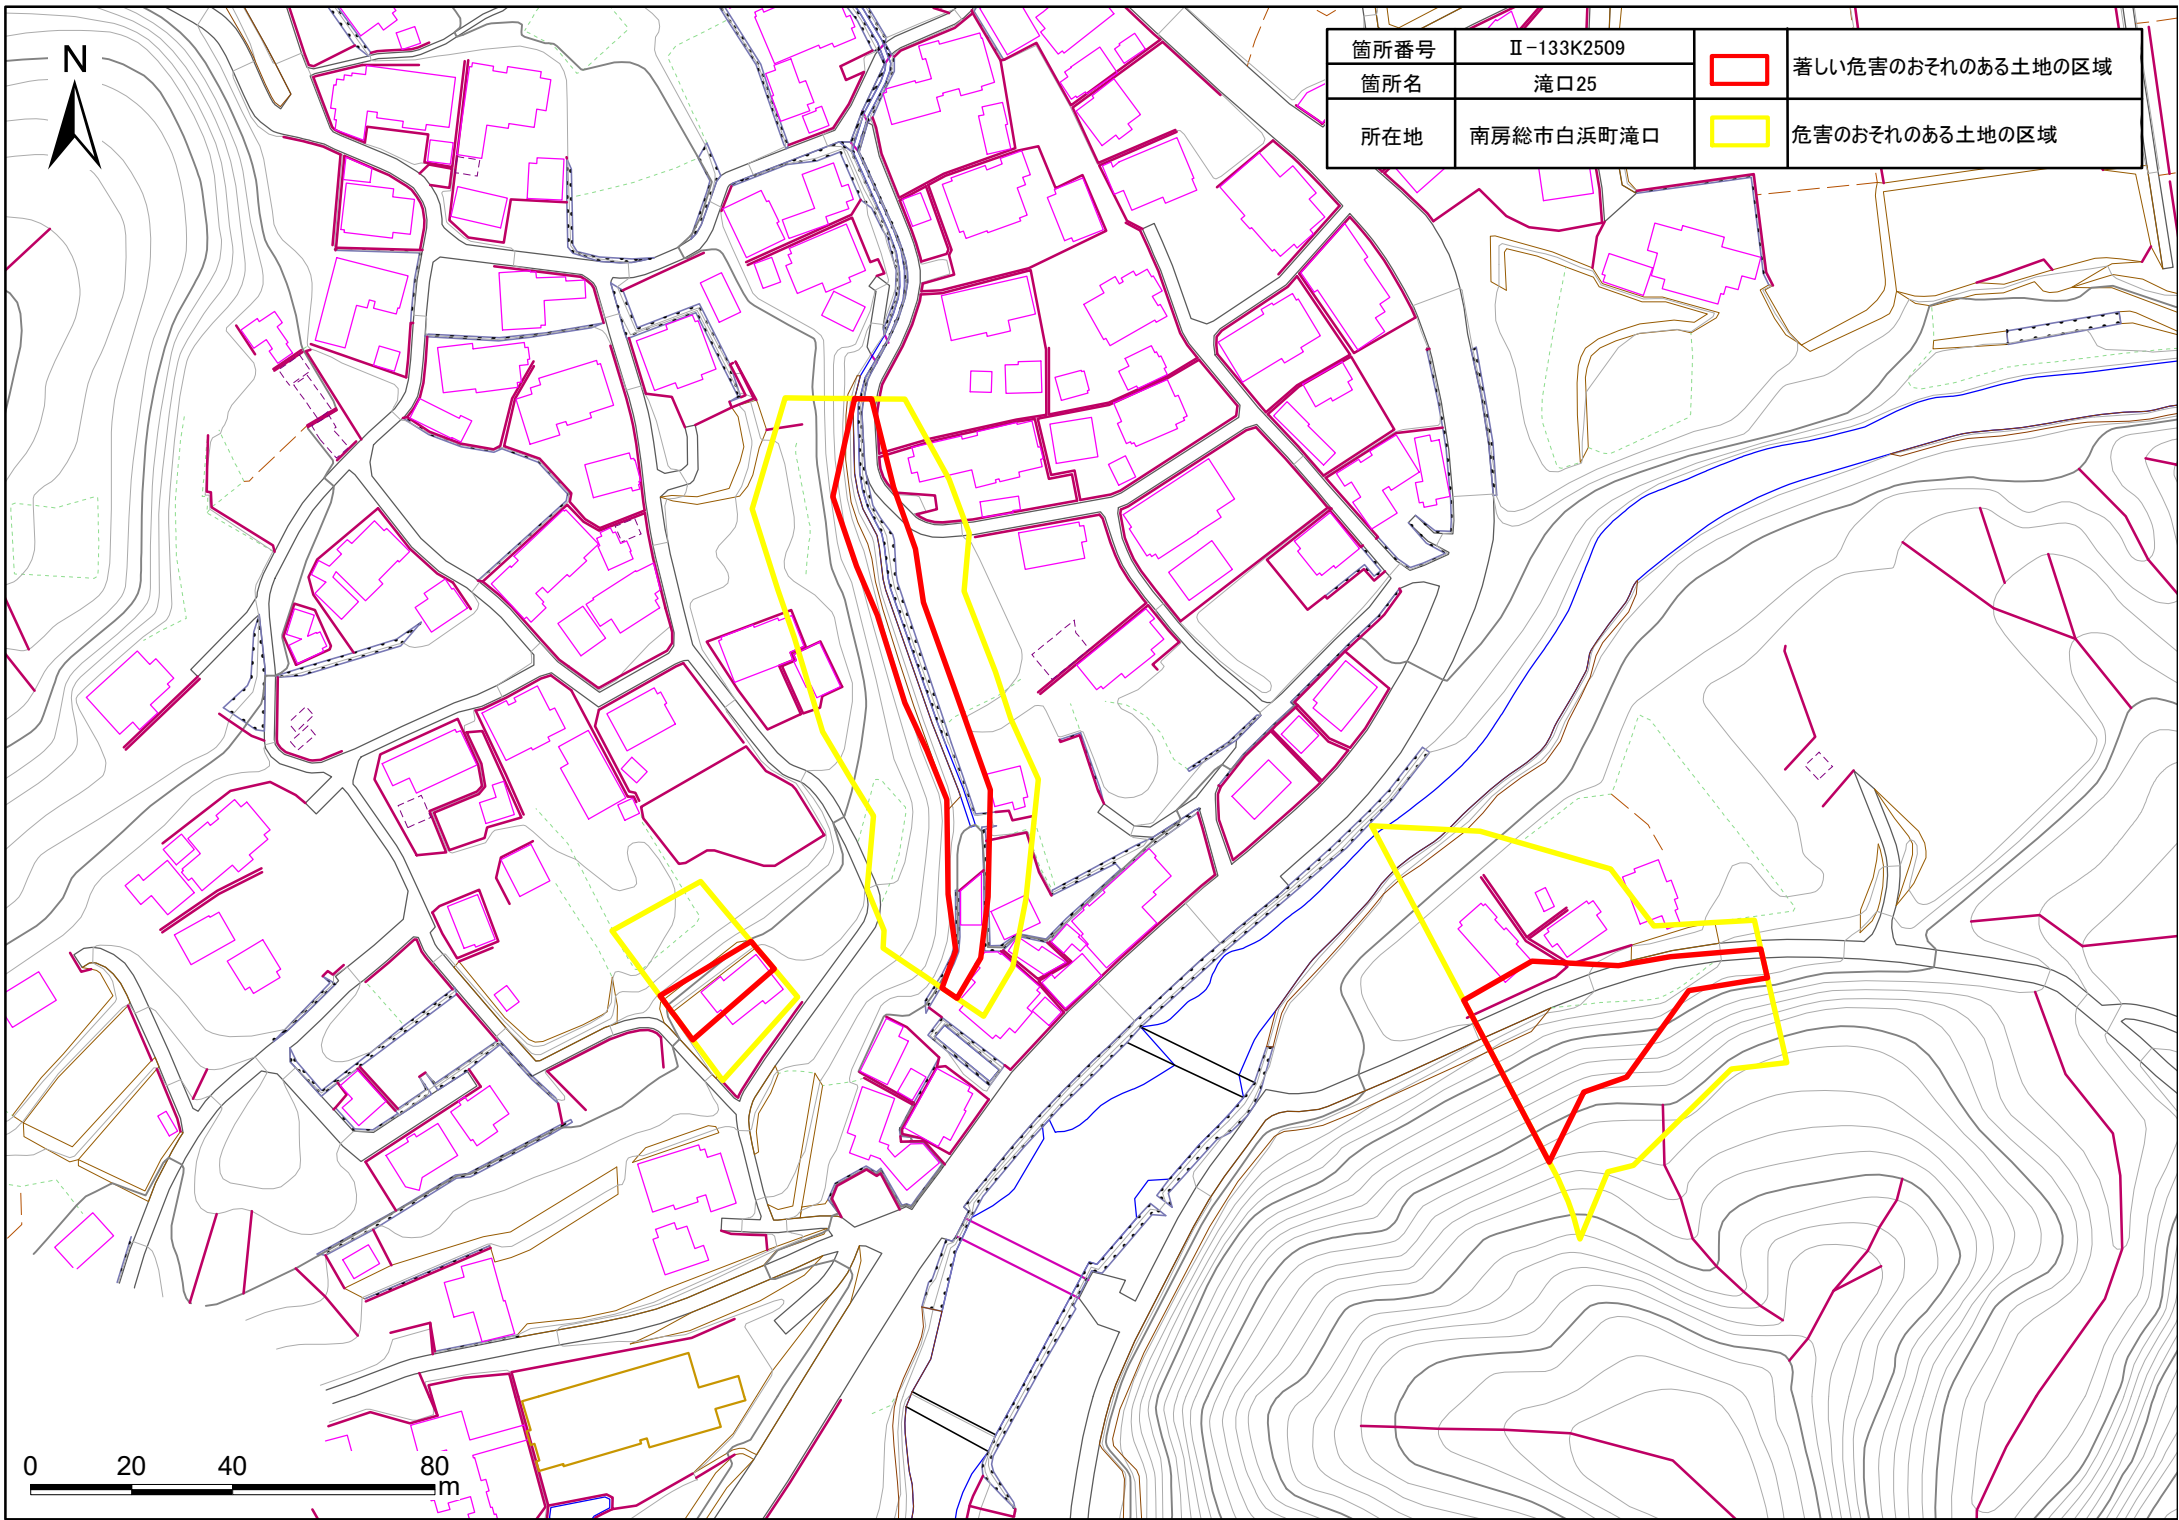 N
箇所番号 Ⅱ-133K2509 著しい危害のおそれのある土地の区域
箇所名 滝口25
所在地 南房総市白浜町滝口 危害のおそれのある土地の区域
0 20 40 80
m